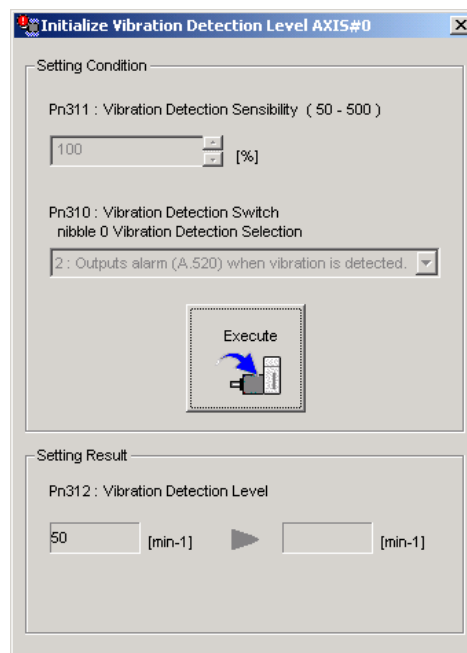 Initialize Vibration Detection Level AXIS#0
Setting Condition
Pn311 : Vibration Detection Sensibility ( 50 - 500 )
100
[%]
Pn310 : Vibration Detection Switch
nibble 0 Vibration Detection Selection
2 : Outputs alarm (A.520) when vibration is detected.
Execute
Setting Result
Pn312 : Vibration Detection Level
50 [min-1] [min-1]